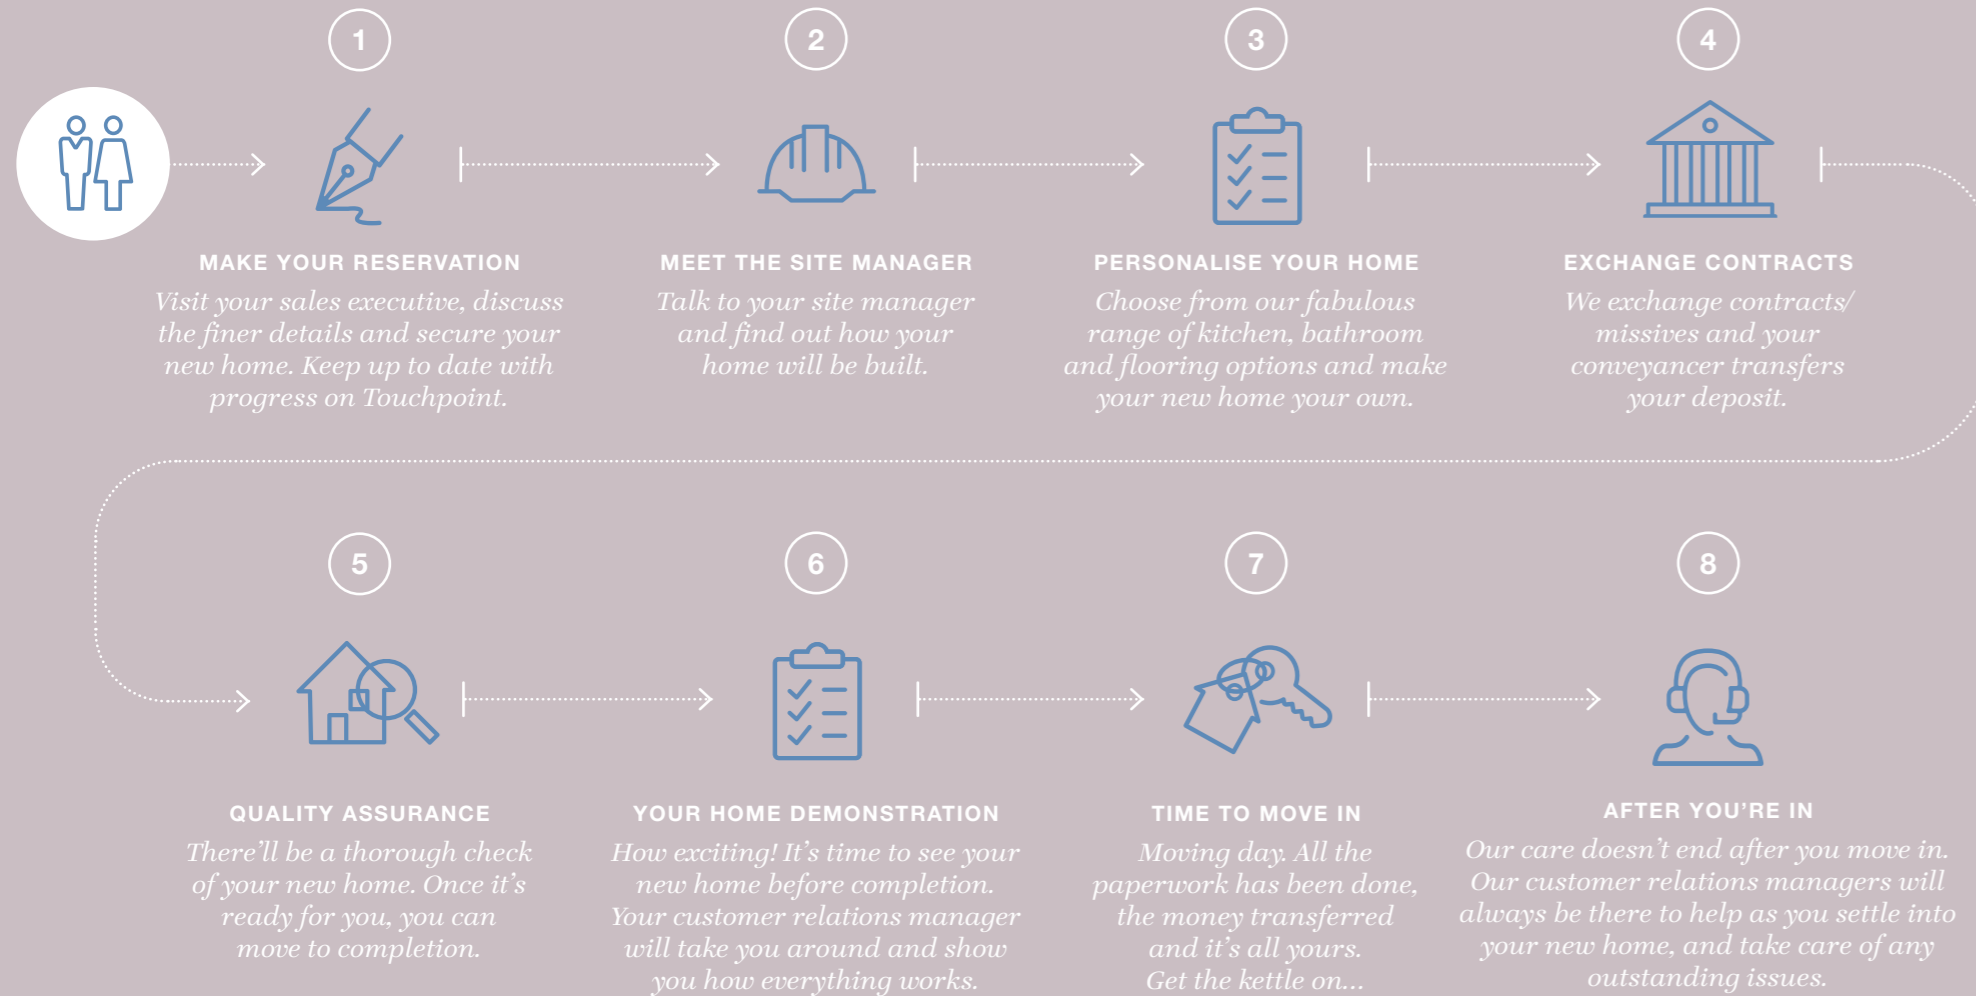 1
MAKE YOUR RESERVATION
Visit your sales executive, discuss
the finer details and secure your
new home. Keep up to date with
progress on Touchpoint.
2
MEET THE SITE MANAGER
Talk to your site manager
and find out how your
home will be built.
3
PERSONALISE YOUR HOME
Choose from our fabulous
range of kitchen, bathroom
and flooring options and make
your new home your own.
4
EXCHANGE CONTRACTS
We exchange contracts/
missives and your
conveyancer transfers
your deposit.
5
QUALITY ASSURANCE
There’ll be a thorough check
of your new home. Once it’s
ready for you, you can
move to completion.
6
YOUR HOME DEMONSTRATION
How exciting! It’s time to see your
new home before completion.
Your customer relations manager
will take you around and show
you how everything works.
7
TIME TO MOVE IN
Moving day. All the
paperwork has been done,
the money transferred
and it’s all yours.
Get the kettle on...
8
AFTER YOU’RE IN
Our care doesn’t end after you move in.
Our customer relations managers will
always be there to help as you settle into
your new home, and take care of any
outstanding issues.